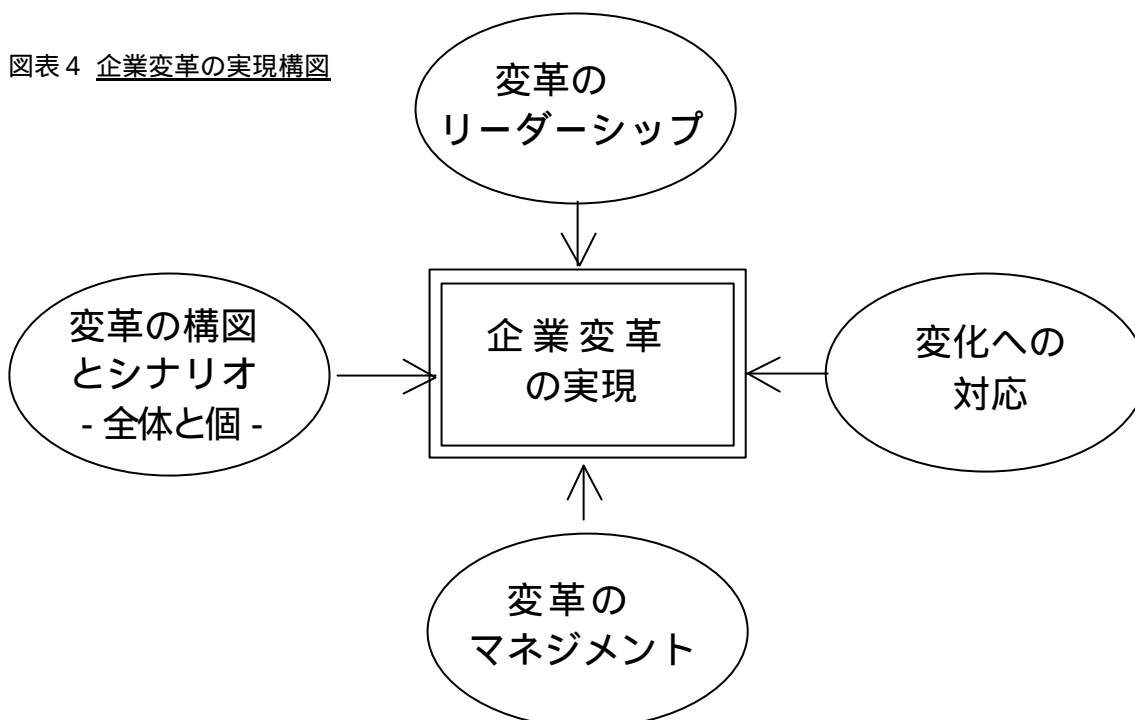 図表4 企業変革の実現構図
変革の
リーダーシップ
変革の構図
とシナリオ
- 全体と個 -
企業変革
の実現
変化への
対応
変革の
マネジメント